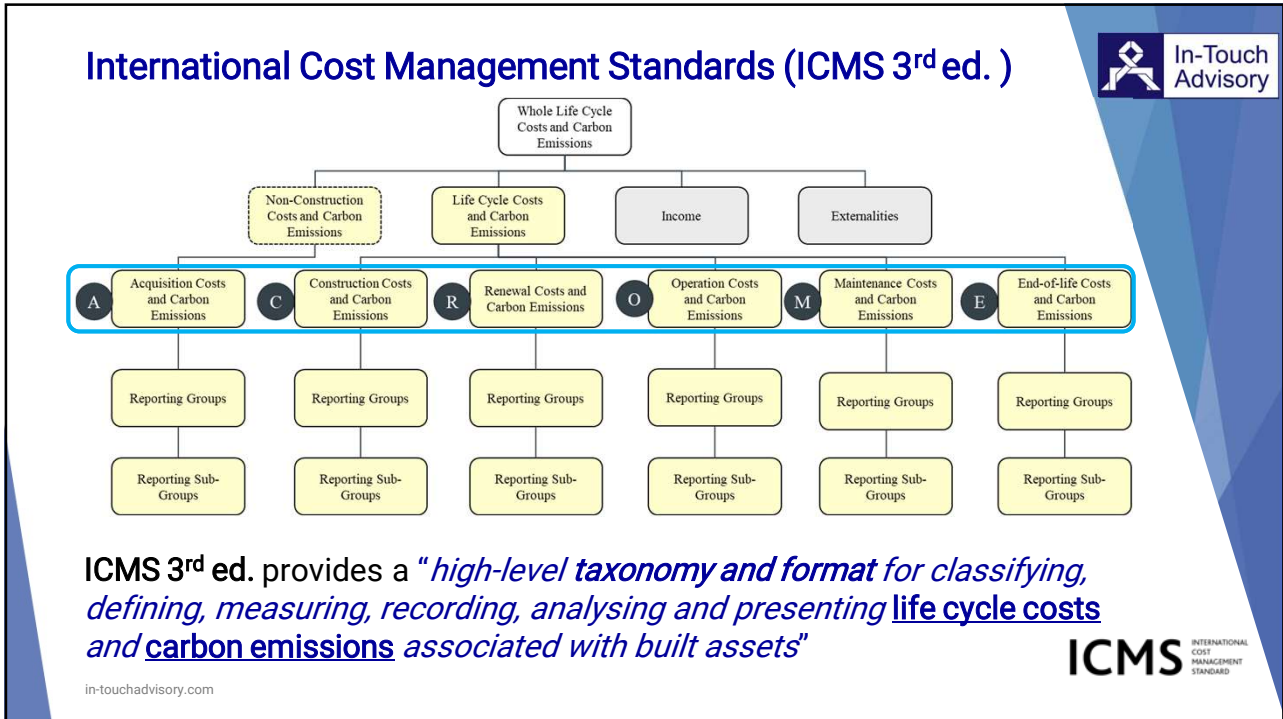 International Cost Management Standards (ICMS 3rd ed. )
In-Touch
Advisory
Whole Life Cycle
Costs and Carbon
Emissions
Non-Construction
Costs and Carbon
Emissions
Life Cycle Costs
and Carbon
Emissions
Income
Externalities
A
Acquisition Costs
and Carbon
Emissions
C
Construction Costs
and Carbon
Emissions
R
Renewal Costs and
Carbon Emissions
O
Operation Costs
and Carbon
Emissions
M
Maintenance Costs
and Carbon
Emissions
E
End-of-life Costs
and Carbon
Emissions
Reporting Groups
Reporting Groups
Reporting Groups
Reporting Groups
Reporting Groups
Reporting Groups
Reporting Sub-
Groups
Reporting Sub-
Groups
Reporting Sub-
Groups
Reporting Sub-
Groups
Reporting Sub-
Groups
Reporting Sub-
Groups
ICMS 3rd ed. provides a “high-level taxonomy and format for classifying,
defining, measuring, recording, analysing and presenting life cycle costs
and carbon emissions associated with built assets”
ICMS
INTERNATIONAL
COST
MANAGEMENT
STANDARD
in-touchadvisory.com